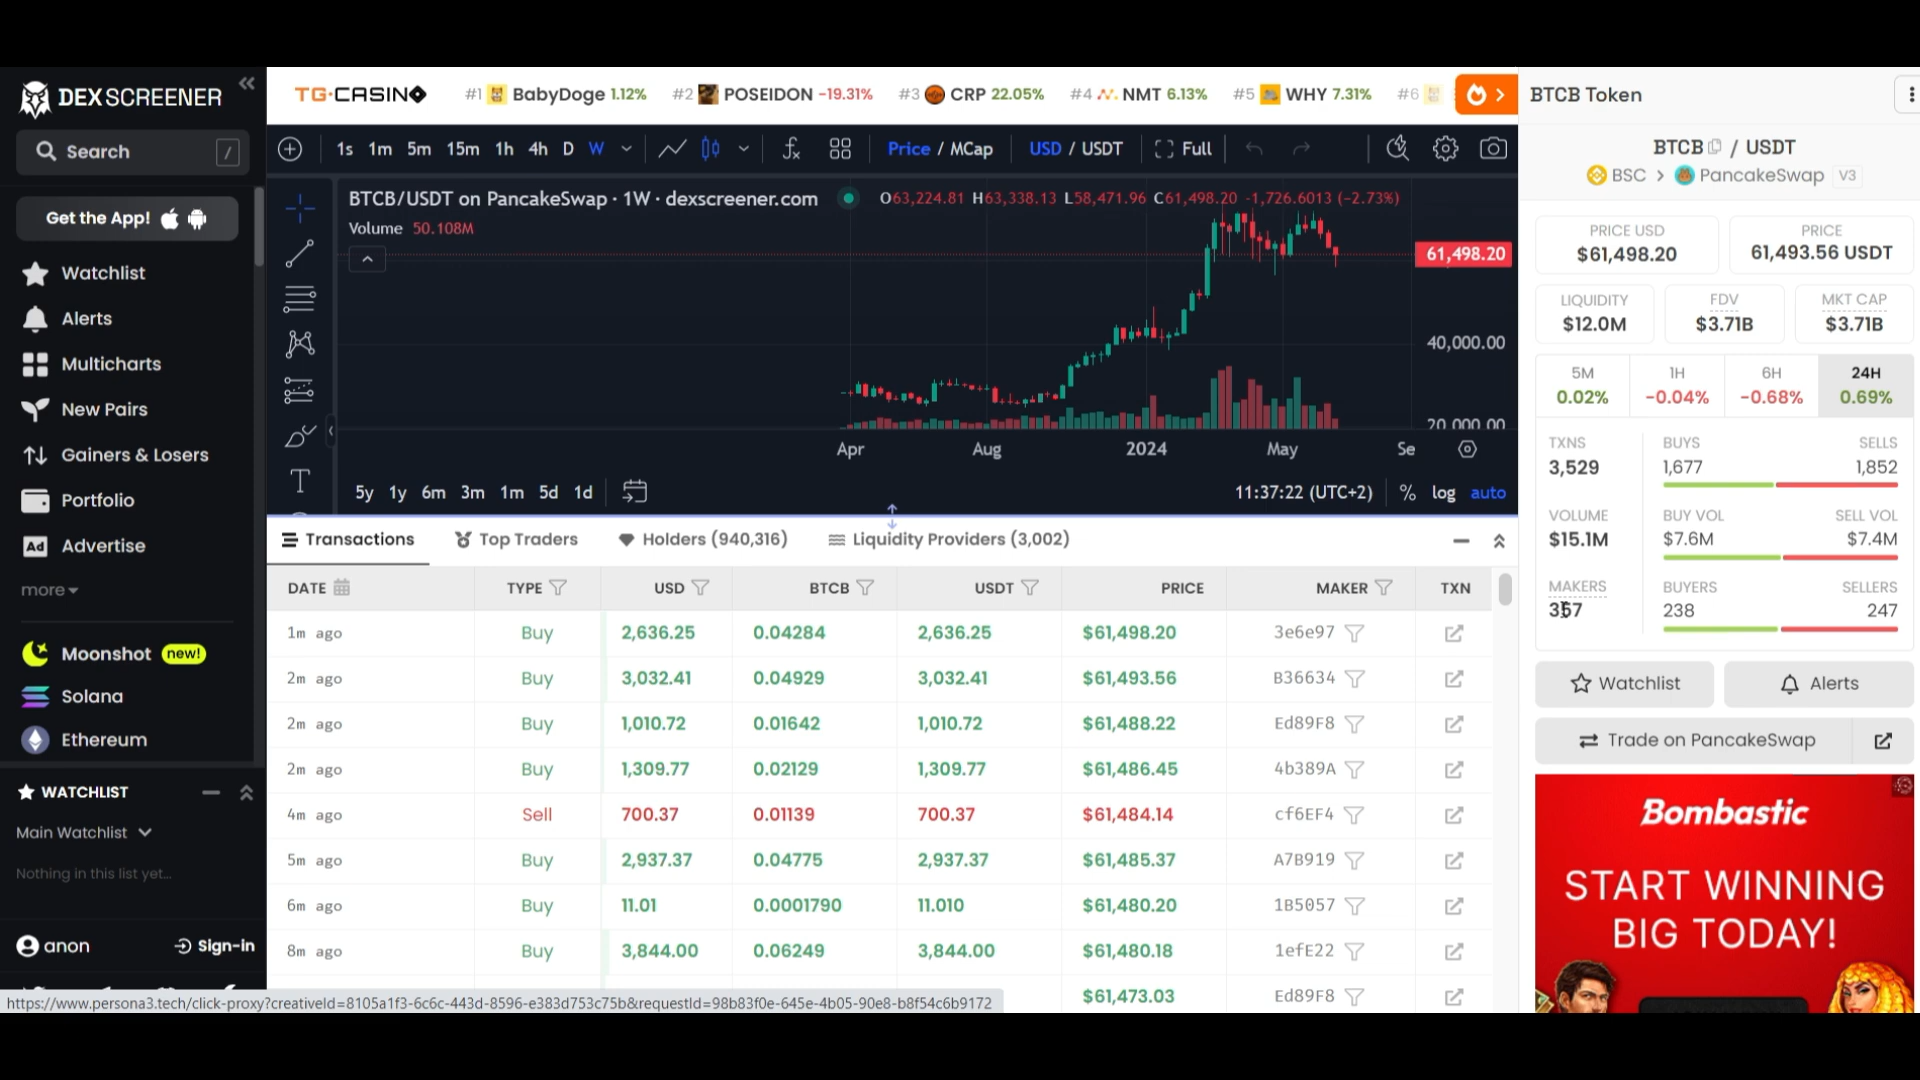 DEX SCREENER
Search /
Get the App!
Watchlist
Alerts
Multicharts
New Pairs
Gainers & Losers
Portfolio
Ad Advertise
more
Moonshot new!
Solana
Ethereum
WATCHLIST
Main Watchlist
Nothing in this list yet...
anon Sign-in
https://www.persona3.tech/click-proxy?creativeId=8105a1f3-6c6c-443d-8596-e383d753c75b&requestId=98b83f0e-645e-4b05-90e8-b8f54c6b9172
TG.CASINO #1 BabyDoge 1.12% #2 POSEIDON -19.31% #3 CRP 22.05% #4 NMT 6.13% #5 WHY 7.31% #6
1s 1m 5m 15m 1h 4h D W Price / MCap USD / USDT Full
BTCB/USDT on PancakeSwap · 1W · dexscreener.com O63,224.81 H63,338.13 L58,471.96 C61,498.20 -1,726.6013 (-2.73%)
Volume 50.108M
61,498.20
40,000.00
20,000.00
Apr Aug 2024 May Se
5y 1y 6m 3m 1m 5d 1d 11:37:22 (UTC+2) % log auto
Transactions Top Traders Holders (940,316) Liquidity Providers (3,002)
DATE TYPE USD BTCB USDT PRICE MAKER TXN
1m ago Buy 2,636.25 0.04284 2,636.25 $61,498.20 3e6e97
2m ago Buy 3,032.41 0.04929 3,032.41 $61,493.56 B36634
2m ago Buy 1,010.72 0.01642 1,010.72 $61,488.22 Ed89F8
2m ago Buy 1,309.77 0.02129 1,309.77 $61,486.45 4b389A
4m ago Sell 700.37 0.01139 700.37 $61,484.14 cf6EF4
5m ago Buy 2,937.37 0.04775 2,937.37 $61,485.37 A7B919
6m ago Buy 11.01 0.0001790 11.010 $61,480.20 1B5057
8m ago Buy 3,844.00 0.06249 3,844.00 $61,480.18 1efE22
$61,473.03 Ed89F8
BTCB Token
BTCB / USDT
BSC > PancakeSwap V3
PRICE USD PRICE
$61,498.20 61,493.56 USDT
LIQUIDITY FDV MKT CAP
$12.0M $3.71B $3.71B
5M 1H 6H 24H
0.02% -0.04% -0.68% 0.69%
TXNS BUYS SELLS
3,529 1,677 1,852
VOLUME BUY VOL SELL VOL
$15.1M $7.6M $7.4M
MAKERS BUYERS SELLERS
357 238 247
Watchlist Alerts
Trade on PancakeSwap
Bombastic
START WINNING
BIG TODAY!